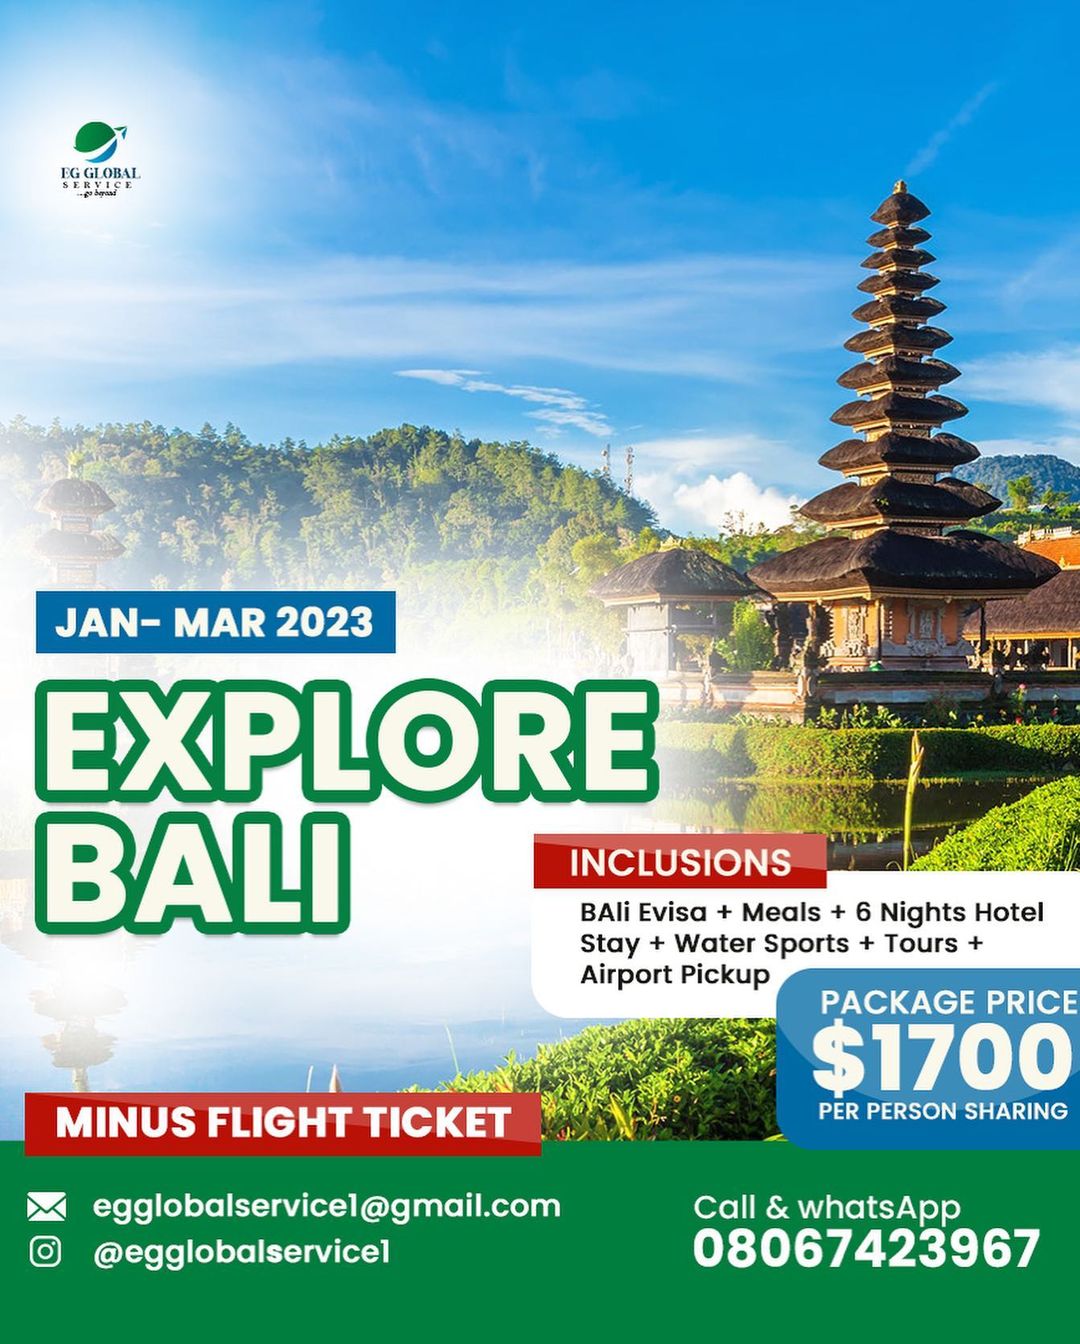 EG GLOBAL
SERVICE
...go beyond
JAN- MAR 2023
EXPLORE
BALI
INCLUSIONS
BAli Evisa + Meals + 6 Nights Hotel
Stay + Water Sports + Tours +
Airport Pickup
PACKAGE PRICE
$1700
PER PERSON SHARING
MINUS FLIGHT TICKET
egglobalservice1@gmail.com
@egglobalservice1
Call & whatsApp
08067423967